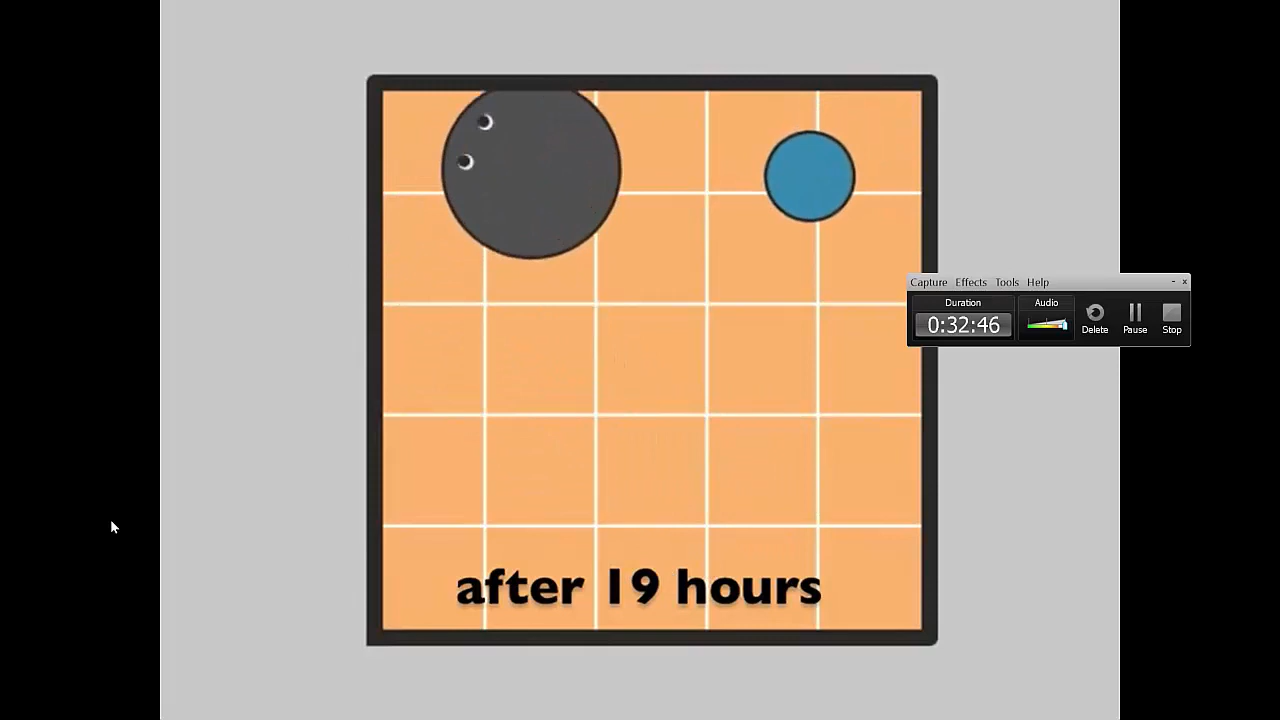 Capture Effects Tools Help
- x
Duration
Audio
0:32:46
Delete Pause Stop
after 19 hours